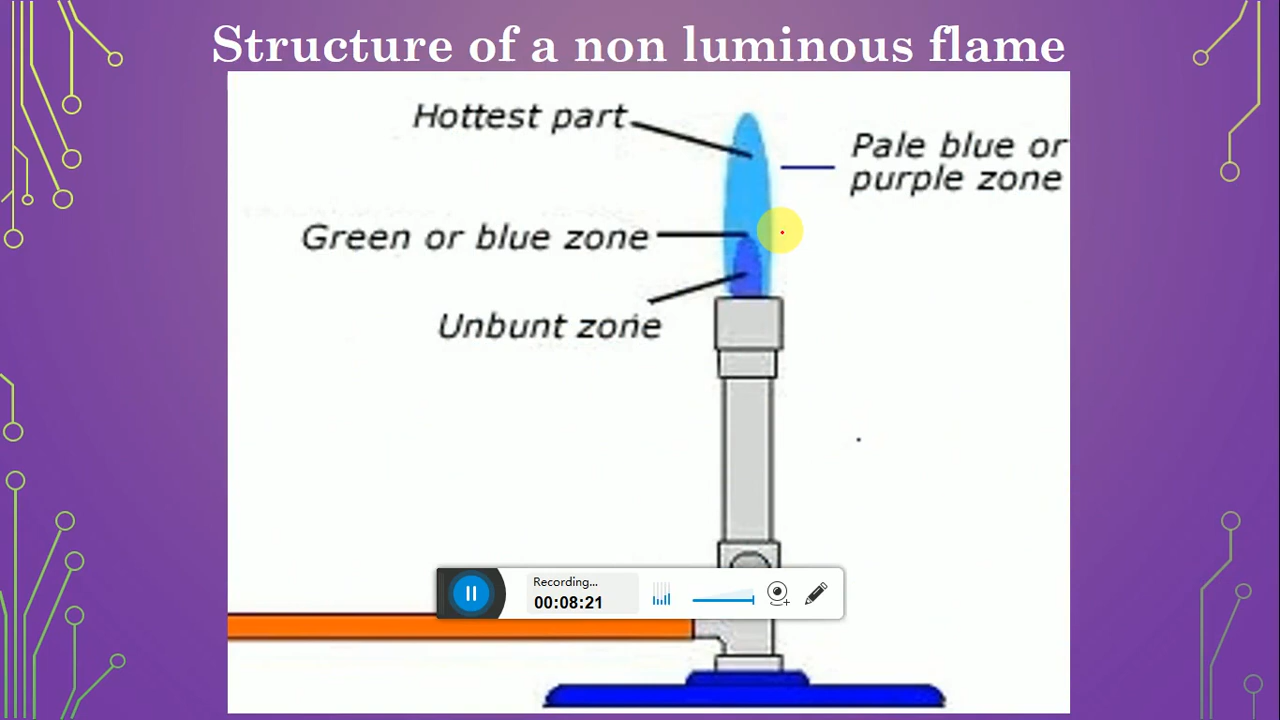 Structure of a non luminous flame
Hottest part
Pale blue or
purple zone
Green or blue zone
Unbunt zone
Recording...
00:08:21